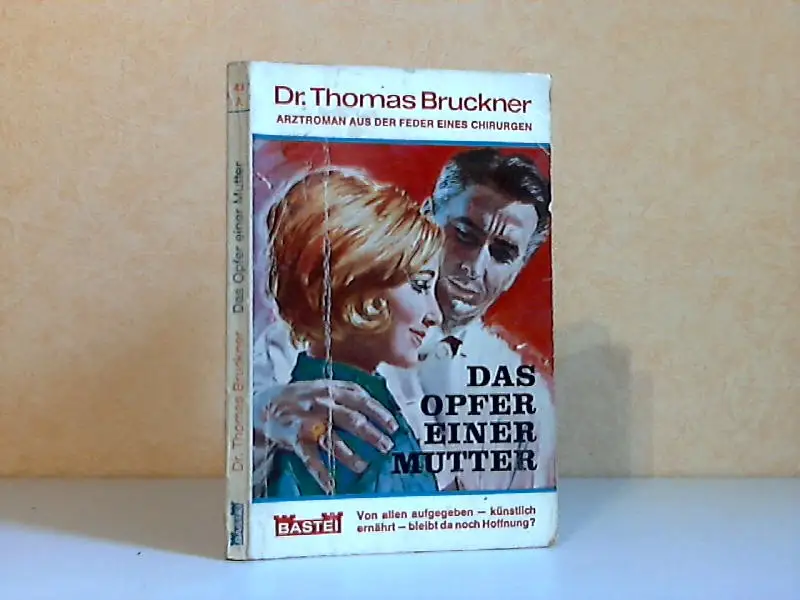 Dr. Thomas Bruckner
ARZTROMAN AUS DER FEDER EINES CHIRURGEN
DAS
OPFER
EINER
MUTTER
BASTEI
Von allen aufgegeben — künstlich
ernährt — bleibt da noch Hoffnung?
Dr. Thomas Bruckner Das Opfer einer Mutter